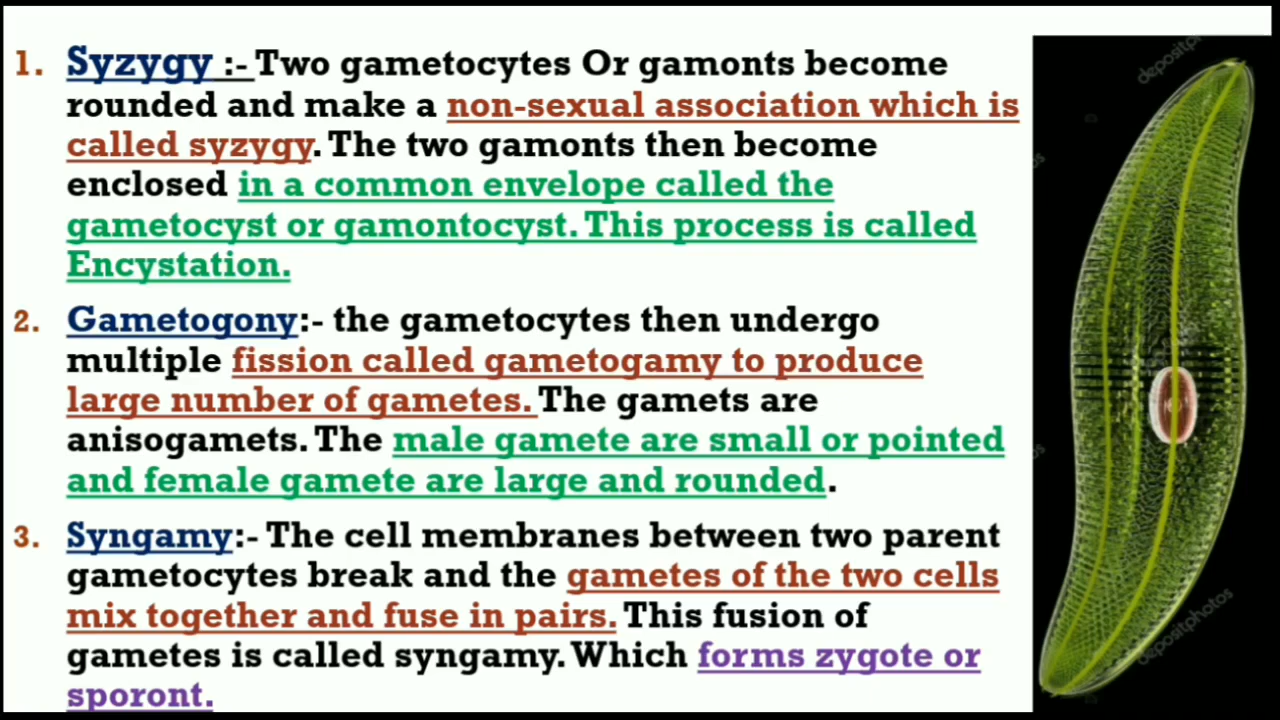 1. Syzygy :- Two gametocytes Or gamonts become
rounded and make a non-sexual association which is
called syzygy. The two gamonts then become
enclosed in a common envelope called the
gametocyst or gamontocyst. This process is called
Encystation.
2. Gametogony:- the gametocytes then undergo
multiple fission called gametogamy to produce
large number of gametes. The gamets are
anisogamets. The male gamete are small or pointed
and female gamete are large and rounded.
3. Syngamy:- The cell membranes between two parent
gametocytes break and the gametes of the two cells
mix together and fuse in pairs. This fusion of
gametes is called syngamy. Which forms zygote or
sporont.
depositph
depositphotos